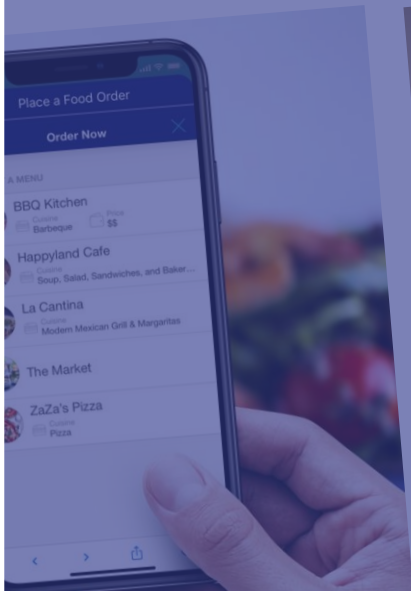 Place a Food Order
Order Now
A MENU
BBQ Kitchen
Cuisine Price
Barbeque $$
Happyland Cafe
Cuisine
Soup, Salad, Sandwiches, and Baker...
La Cantina
Cuisine
Modern Mexican Grill & Margaritas
The Market
ZaZa's Pizza
Cuisine
Pizza